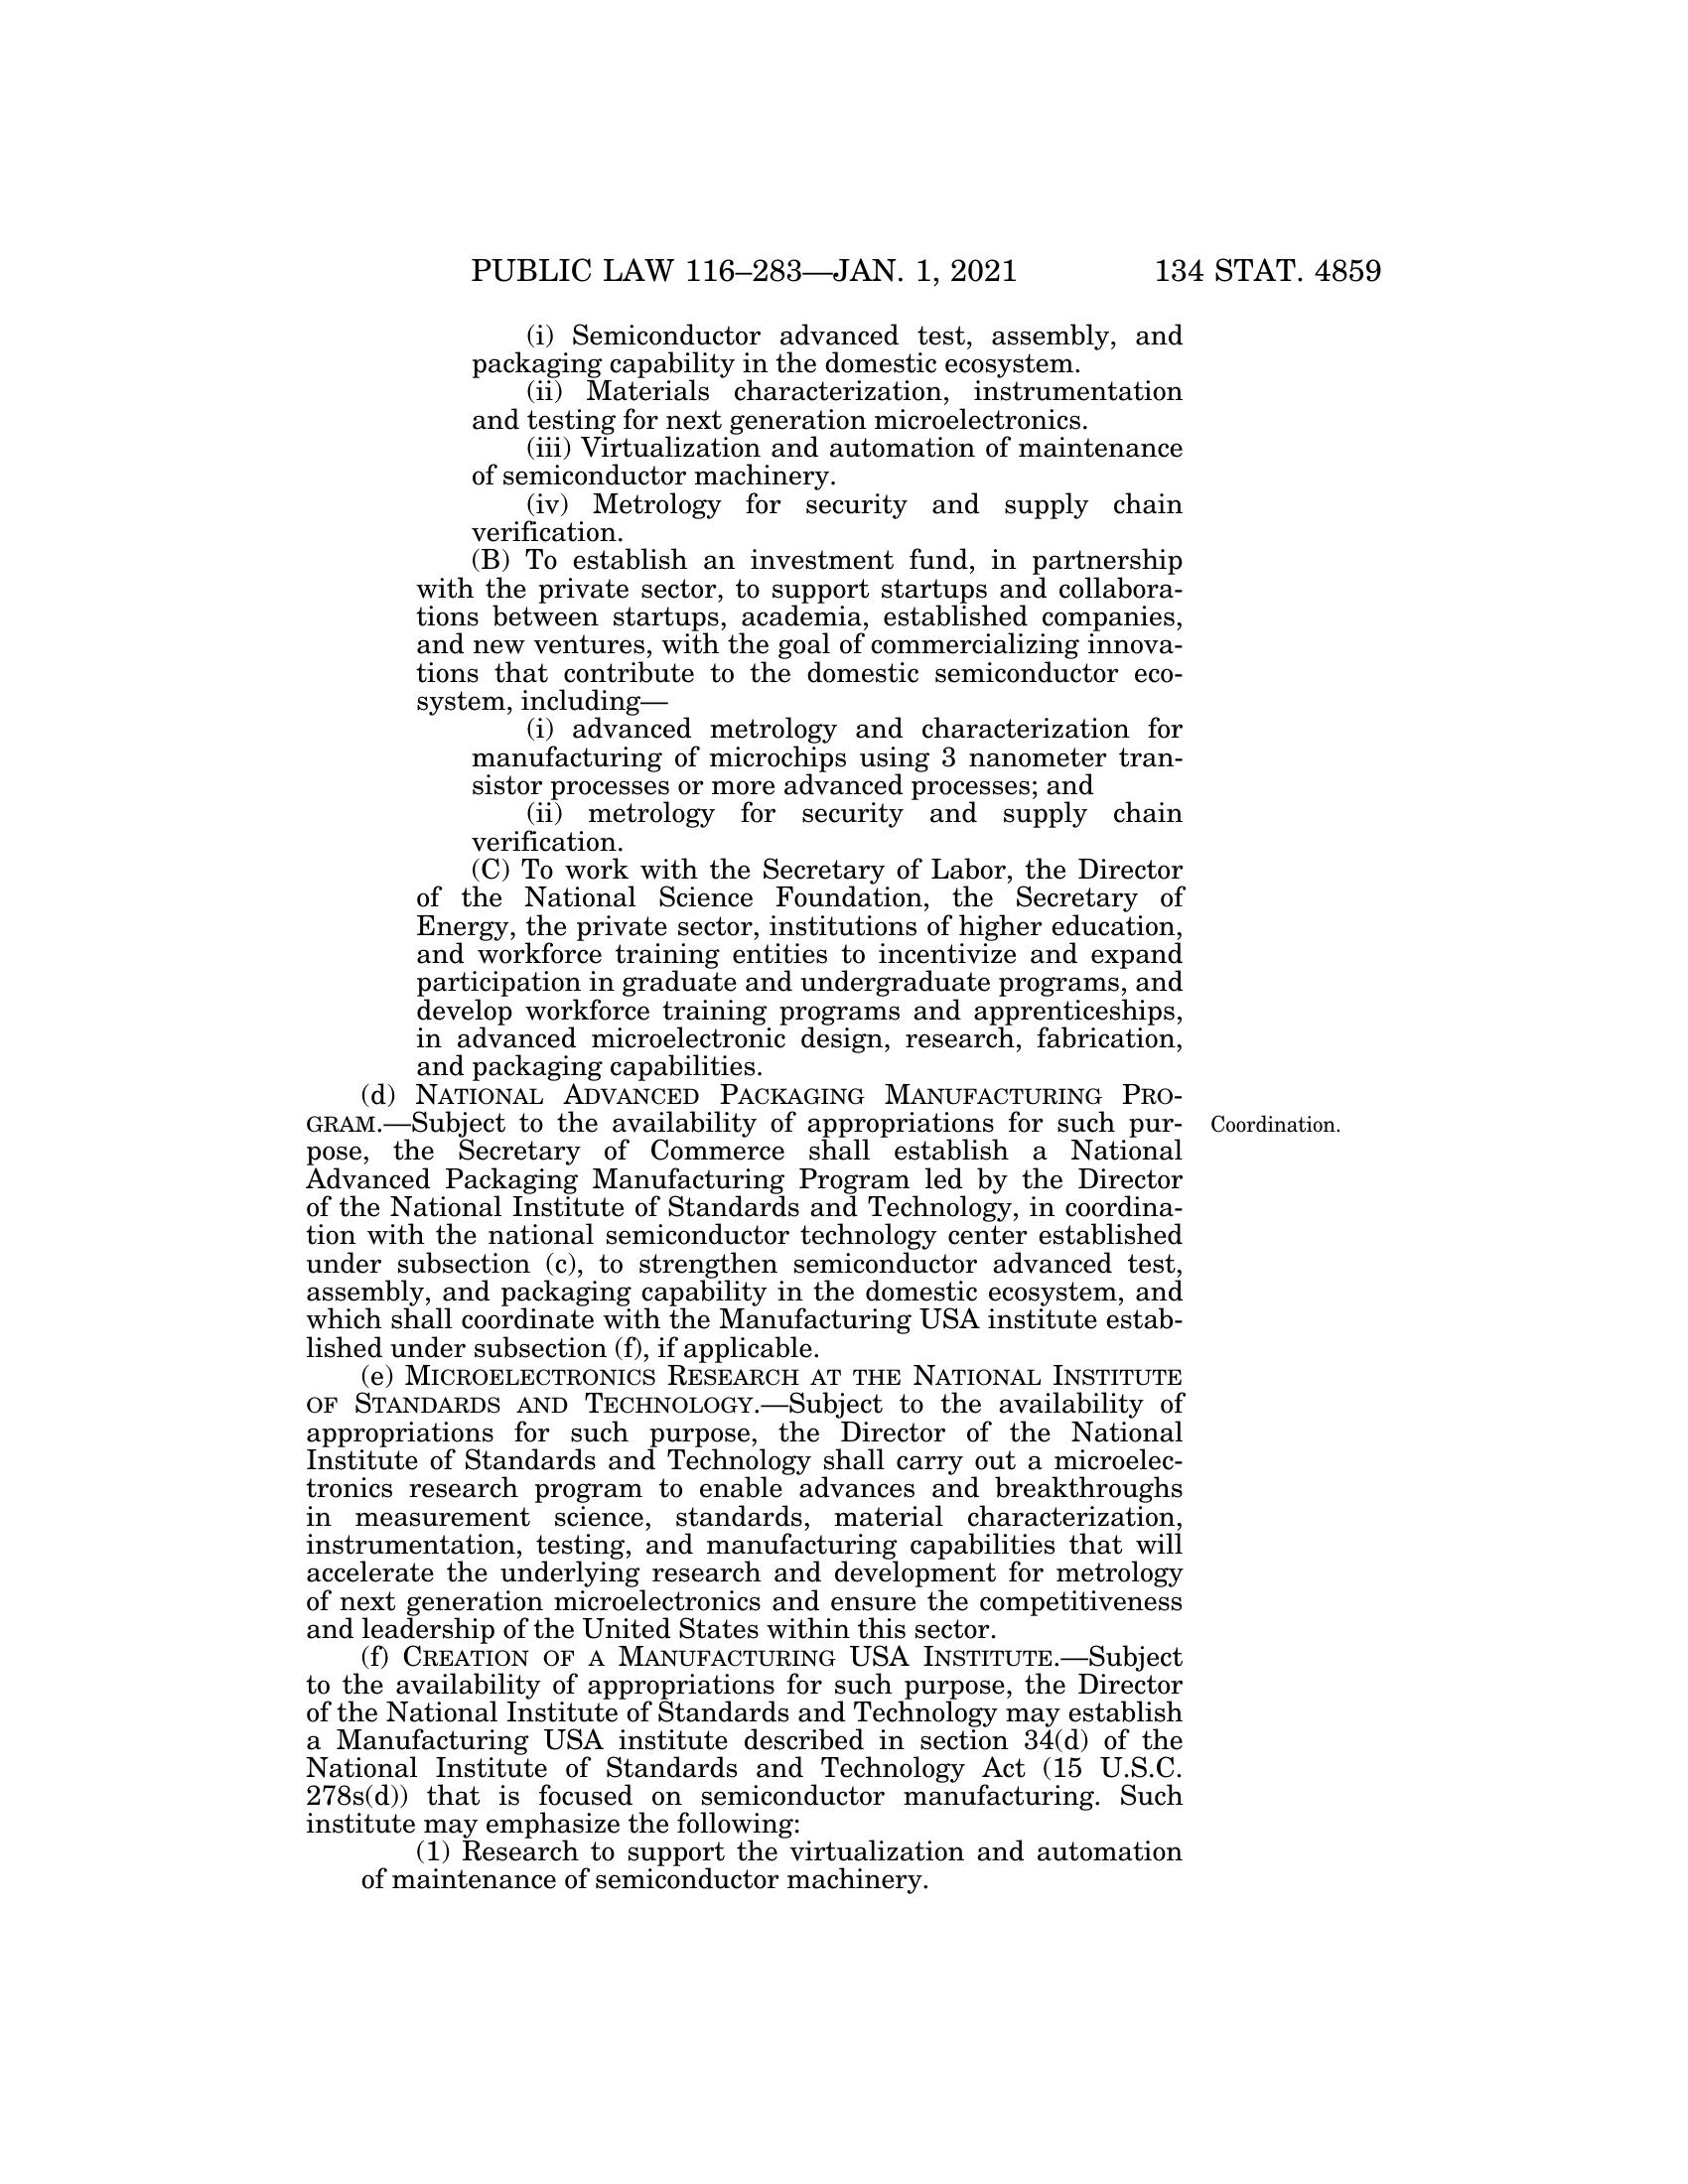 PUBLIC LAW 116–283—JAN. 1, 2021 134 STAT. 4859
(i) Semiconductor advanced test, assembly, and
packaging capability in the domestic ecosystem.
(ii) Materials characterization, instrumentation
and testing for next generation microelectronics.
(iii) Virtualization and automation of maintenance
of semiconductor machinery.
(iv) Metrology for security and supply chain
verification.
(B) To establish an investment fund, in partnership
with the private sector, to support startups and collabora-
tions between startups, academia, established companies,
and new ventures, with the goal of commercializing innova-
tions that contribute to the domestic semiconductor eco-
system, including—
(i) advanced metrology and characterization for
manufacturing of microchips using 3 nanometer tran-
sistor processes or more advanced processes; and
(ii) metrology for security and supply chain
verification.
(C) To work with the Secretary of Labor, the Director
of the National Science Foundation, the Secretary of
Energy, the private sector, institutions of higher education,
and workforce training entities to incentivize and expand
participation in graduate and undergraduate programs, and
develop workforce training programs and apprenticeships,
in advanced microelectronic design, research, fabrication,
and packaging capabilities.
(d) NATIONAL ADVANCED PACKAGING MANUFACTURING PRO-
GRAM.—Subject to the availability of appropriations for such pur-
Coordination.
pose, the Secretary of Commerce shall establish a National
Advanced Packaging Manufacturing Program led by the Director
of the National Institute of Standards and Technology, in coordina-
tion with the national semiconductor technology center established
under subsection (c), to strengthen semiconductor advanced test,
assembly, and packaging capability in the domestic ecosystem, and
which shall coordinate with the Manufacturing USA institute estab-
lished under subsection (f), if applicable.
(e) MICROELECTRONICS RESEARCH AT THE NATIONAL INSTITUTE
OF STANDARDS AND TECHNOLOGY.—Subject to the availability of
appropriations for such purpose, the Director of the National
Institute of Standards and Technology shall carry out a microelec-
tronics research program to enable advances and breakthroughs
in measurement science, standards, material characterization,
instrumentation, testing, and manufacturing capabilities that will
accelerate the underlying research and development for metrology
of next generation microelectronics and ensure the competitiveness
and leadership of the United States within this sector.
(f) CREATION OF A MANUFACTURING USA INSTITUTE.—Subject
to the availability of appropriations for such purpose, the Director
of the National Institute of Standards and Technology may establish
a Manufacturing USA institute described in section 34(d) of the
National Institute of Standards and Technology Act (15 U.S.C.
278s(d)) that is focused on semiconductor manufacturing. Such
institute may emphasize the following:
(1) Research to support the virtualization and automation
of maintenance of semiconductor machinery.